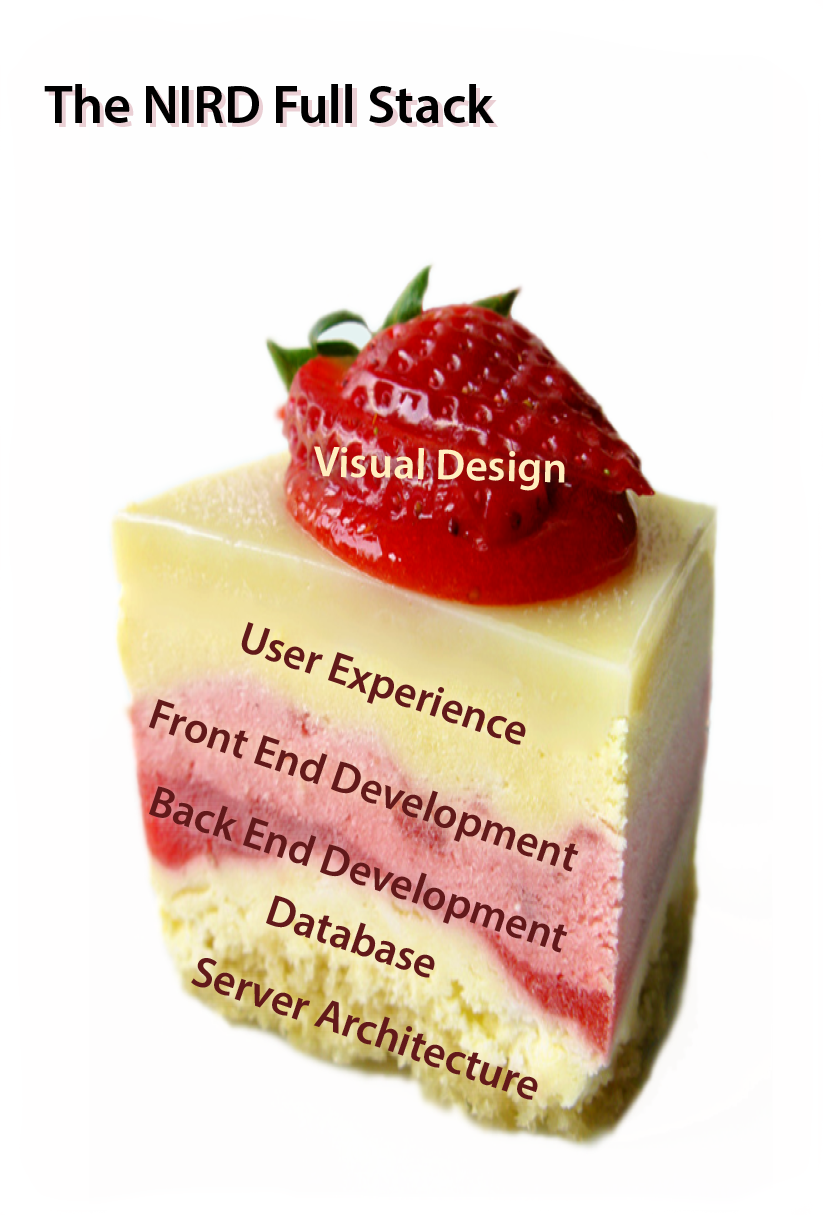 The NIRD Full Stack
Visual Design
User Experience
Front End Development
Back End Development
Database
Server Architecture